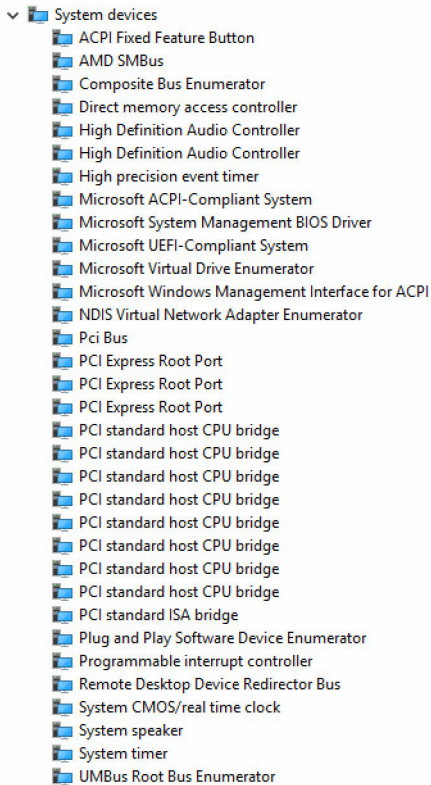 System devices
ACPI Fixed Feature Button
AMD SMBus
Composite Bus Enumerator
Direct memory access controller
High Definition Audio Controller
High Definition Audio Controller
High precision event timer
Microsoft ACPI-Compliant System
Microsoft System Management BIOS Driver
Microsoft UEFI-Compliant System
Microsoft Virtual Drive Enumerator
Microsoft Windows Management Interface for ACPI
NDIS Virtual Network Adapter Enumerator
Pci Bus
PCI Express Root Port
PCI Express Root Port
PCI Express Root Port
PCI standard host CPU bridge
PCI standard host CPU bridge
PCI standard host CPU bridge
PCI standard host CPU bridge
PCI standard host CPU bridge
PCI standard host CPU bridge
PCI standard host CPU bridge
PCI standard host CPU bridge
PCI standard ISA bridge
Plug and Play Software Device Enumerator
Programmable interrupt controller
Remote Desktop Device Redirector Bus
System CMOS/real time clock
System speaker
System timer
UMBus Root Bus Enumerator